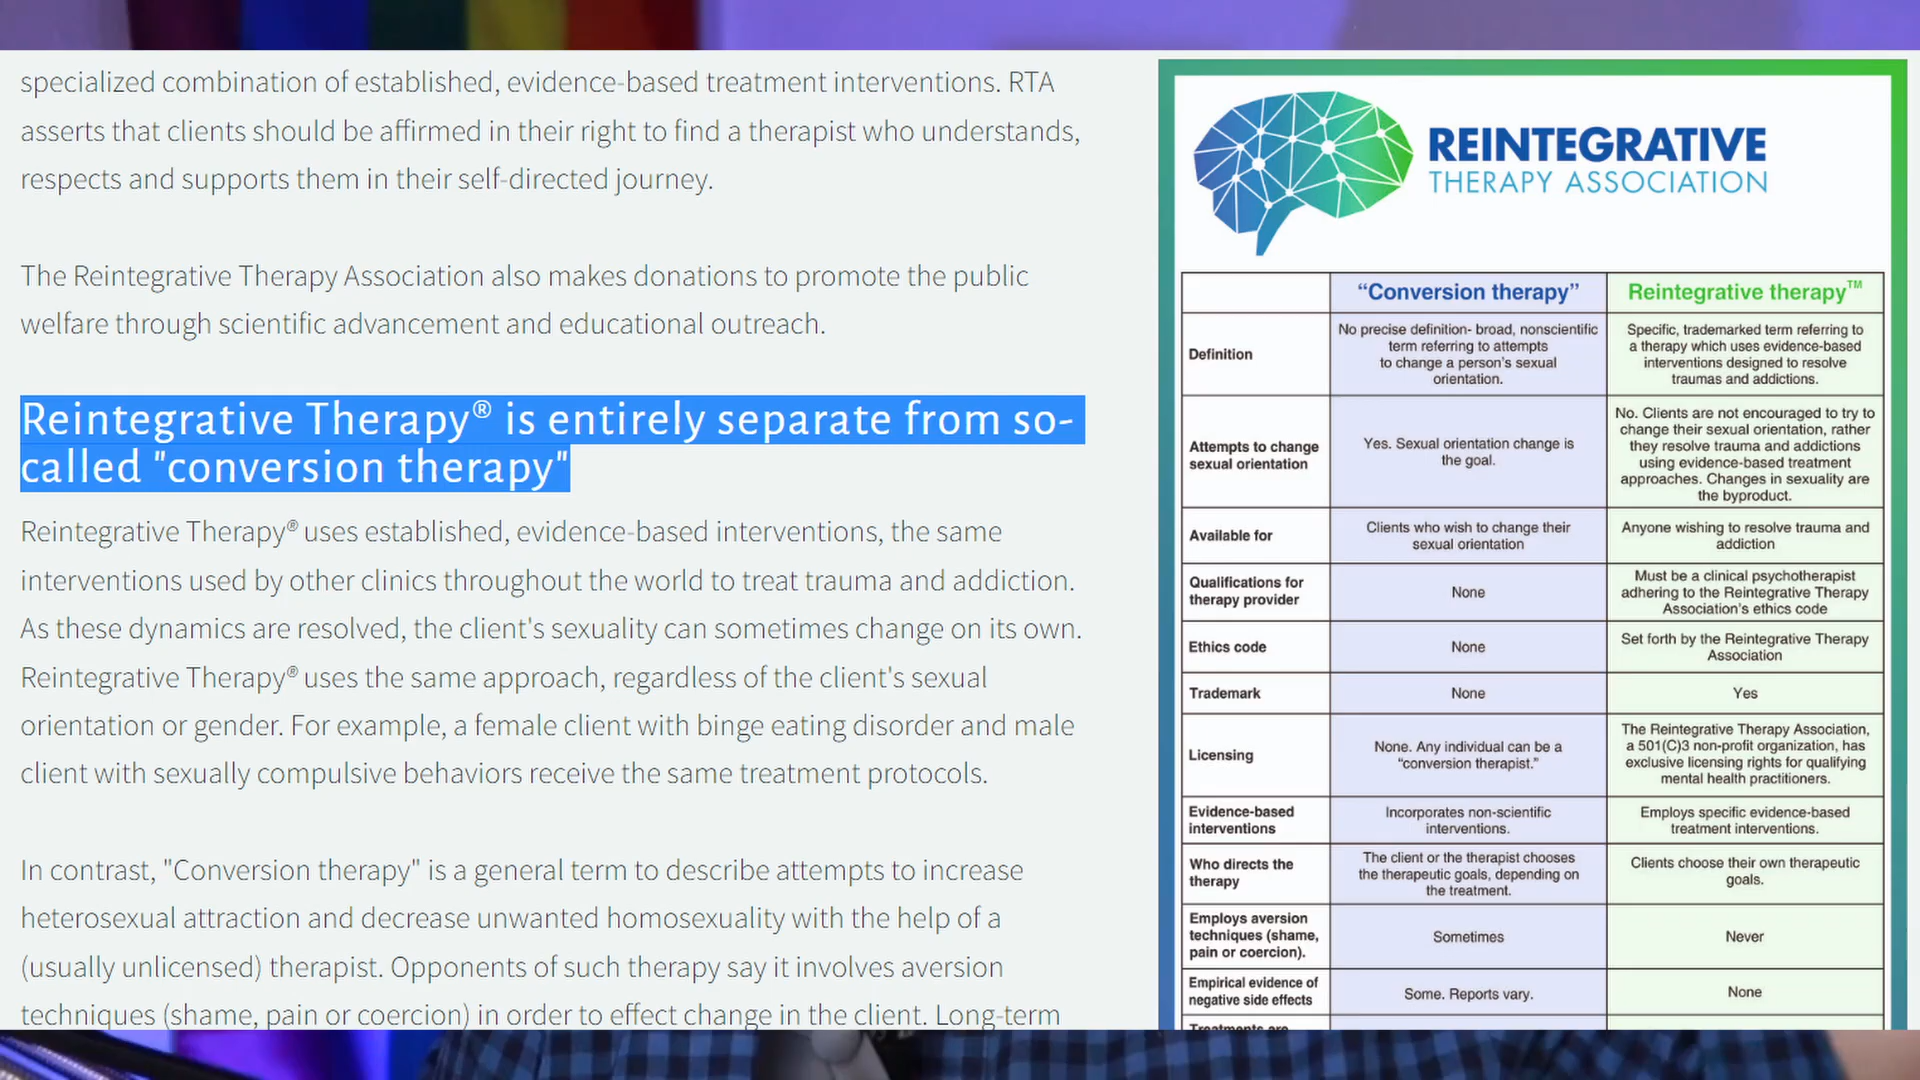 specialized combination of established, evidence-based treatment interventions. RTA
asserts that clients should be affirmed in their right to find a therapist who understands,
respects and supports them in their self-directed journey.
The Reintegrative Therapy Association also makes donations to promote the public
welfare through scientific advancement and educational outreach.
Reintegrative Therapy® is entirely separate from so-
called "conversion therapy"
Reintegrative Therapy® uses established, evidence-based interventions, the same
interventions used by other clinics throughout the world to treat trauma and addiction.
As these dynamics are resolved, the client's sexuality can sometimes change on its own.
Reintegrative Therapy® uses the same approach, regardless of the client's sexual
orientation or gender. For example, a female client with binge eating disorder and male
client with sexually compulsive behaviors receive the same treatment protocols.
In contrast, "Conversion therapy" is a general term to describe attempts to increase
heterosexual attraction and decrease unwanted homosexuality with the help of a
(usually unlicensed) therapist. Opponents of such therapy say it involves aversion
techniques (shame, pain or coercion) in order to effect change in the client. Long-term
REINTEGRATIVE
THERAPY ASSOCIATION
“Conversion therapy”
Reintegrative therapy™
Definition
No precise definition- broad, nonscientific
term referring to attempts
to change a person's sexual
orientation.
Specific, trademarked term referring to
a therapy which uses evidence-based
interventions designed to resolve
traumas and addictions.
Attempts to change
sexual orientation
Yes. Sexual orientation change is
the goal.
No. Clients are not encouraged to try to
change their sexual orientation, rather
they resolve trauma and addictions
using evidence-based treatment
approaches. Changes in sexuality are
the byproduct.
Available for
Clients who wish to change their
sexual orientation
Anyone wishing to resolve trauma and
addiction
Qualifications for
therapy provider
None
Must be a clinical psychotherapist
adhering to the Reintegrative Therapy
Association's ethics code
Ethics code
None
Set forth by the Reintegrative Therapy
Association
Trademark
None
Yes
Licensing
None. Any individual can be a
“conversion therapist.”
The Reintegrative Therapy Association,
a 501(C)3 non-profit organization, has
exclusive licensing rights for qualifying
mental health practitioners.
Evidence-based
interventions
Incorporates non-scientific
interventions.
Employs specific evidence-based
treatment interventions.
Who directs the
therapy
The client or the therapist chooses
the therapeutic goals, depending on
the treatment.
Clients choose their own therapeutic
goals.
Employs aversion
techniques (shame,
pain or coercion).
Sometimes
Never
Empirical evidence of
negative side effects
Some. Reports vary.
None
Treatments are